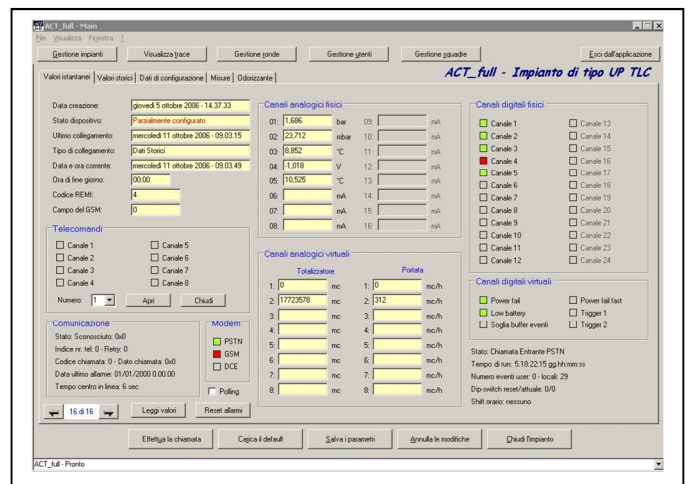 ACT_full - Main
File Visualizza Finestra ?
Gestione impianti Visualizza trace Gestione ronde Gestione utenti Gestione squadre Esci dall'applicazione
ACT_full - Impianto di tipo UP TLC
Valori istantanei Valori storici Dati di configurazione Misure Odorizzante
Data creazione: giovedì 5 ottobre 2006 - 14.37.33
Stato dispositivo: Parzialmente configurato
Ultimo collegamento: mercoledì 11 ottobre 2006 - 09.03.15
Tipo di collegamento: Dati Storici
Data e ora corrente: mercoledì 11 ottobre 2006 - 09.03.49
Ora di fine giorno: 00:00
Codice REMI: 4
Campo del GSM: 0
Telecomandi
Canale 1 Canale 5
Canale 2 Canale 6
Canale 3 Canale 7
Canale 4 Canale 8
Numero: 1 Apri Chiudi
Comunicazione
Stato: Sconosciuto: 0x0
Indice nr. tel: 0 - Retry: 0
Codice chiamata: 0 - Dato chiamata: 0x0
Data ultimo allarme: 01/01/2000 0.00.00
Tempo centro in linea: 6 sec
Modem
PSTN
GSM
DCE
Polling
16 di 16 Leggi valori Reset allarmi
Canali analogici fisici
01: 1,686 bar 09: mA
02: 23,712 mbar 10: mA
03: 8,852 °C 11: mA
04: -1,018 V 12: mA
05: 10,525 °C 13: mA
06: mA 14: mA
07: mA 15: mA
08: mA 16: mA
Canali analogici virtuali
Totalizzatore Portata
1: 0 mc 1: 0 mc/h
2: 17723578 mc 2: 312 mc/h
3: mc 3: mc/h
4: mc 4: mc/h
5: mc 5: mc/h
6: mc 6: mc/h
7: mc 7: mc/h
8: mc 8: mc/h
Canali digitali fisici
Canale 1 Canale 13
Canale 2 Canale 14
Canale 3 Canale 15
Canale 4 Canale 16
Canale 5 Canale 17
Canale 6 Canale 18
Canale 7 Canale 19
Canale 8 Canale 20
Canale 9 Canale 21
Canale 10 Canale 22
Canale 11 Canale 23
Canale 12 Canale 24
Canali digitali virtuali
Power fail Power fail fast
Low battery Trigger 1
Soglia buffer eventi Trigger 2
Stato: Chiamata Entrante PSTN
Tempo di run: 5.18:22:15 gg.hh:mm:ss
Numero eventi user: 0 - locali: 29
Dip-switch reset/attuale: 0/0
Shift orario: nessuno
Effettua la chiamata Carica il default Salva i parametri Annulla le modifiche Chiudi l'impianto
ACT_full - Pronto